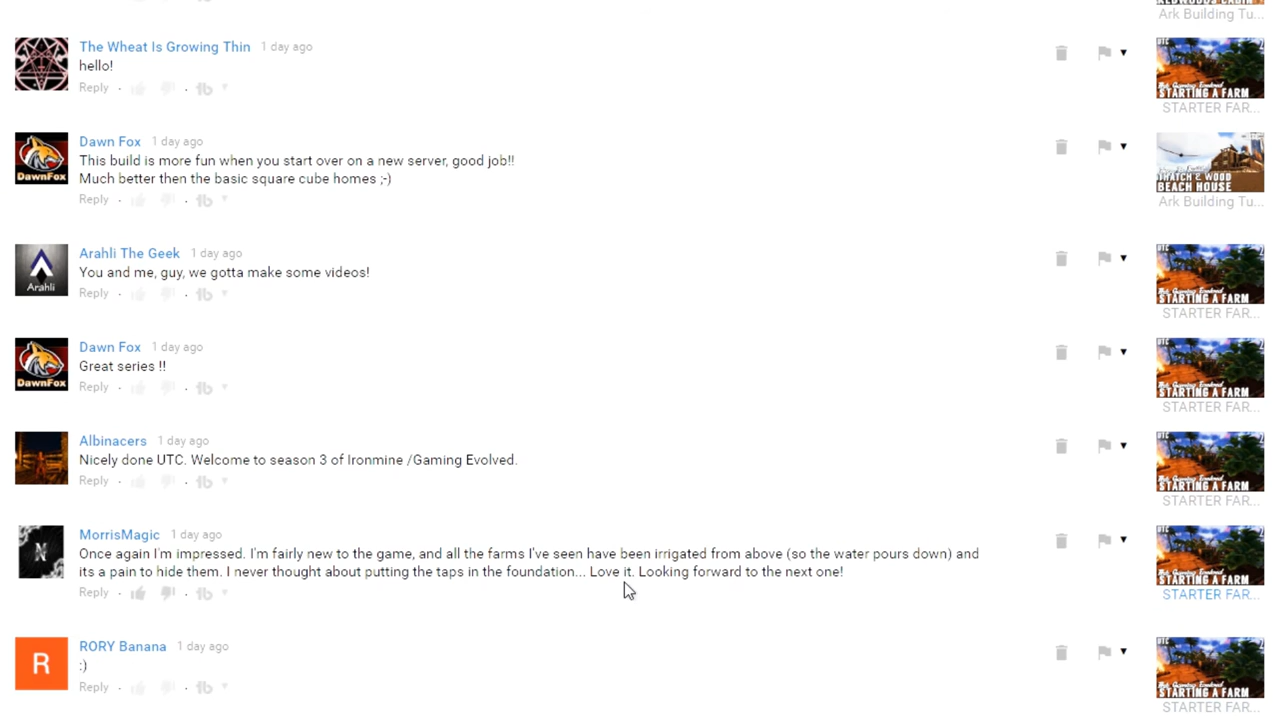 Ark Building Tu...
The Wheat Is Growing Thin 1 day ago
hello!
Reply
STARTING A FARM
STARTER FAR...
Dawn Fox 1 day ago
This build is more fun when you start over on a new server, good job!!
Much better then the basic square cube homes ;-)
Reply
DawnFox
THATCH & WOOD
BEACH HOUSE
Ark Building Tu...
Arahli The Geek 1 day ago
You and me, guy, we gotta make some videos!
Reply
Arahli
UTC
STARTING A FARM
STARTER FAR...
Dawn Fox 1 day ago
Great series !!
Reply
DawnFox
UTC
STARTING A FARM
STARTER FAR...
Albinacers 1 day ago
Nicely done UTC. Welcome to season 3 of Ironmine /Gaming Evolved.
Reply
UTC
STARTING A FARM
STARTER FAR...
MorrisMagic 1 day ago
Once again I'm impressed. I'm fairly new to the game, and all the farms I've seen have been irrigated from above (so the water pours down) and
its a pain to hide them. I never thought about putting the taps in the foundation... Love it. Looking forward to the next one!
Reply
N
UTC
STARTING A FARM
STARTER FAR...
RORY Banana 1 day ago
:)
Reply
R
UTC
STARTING A FARM
STARTER FAR...